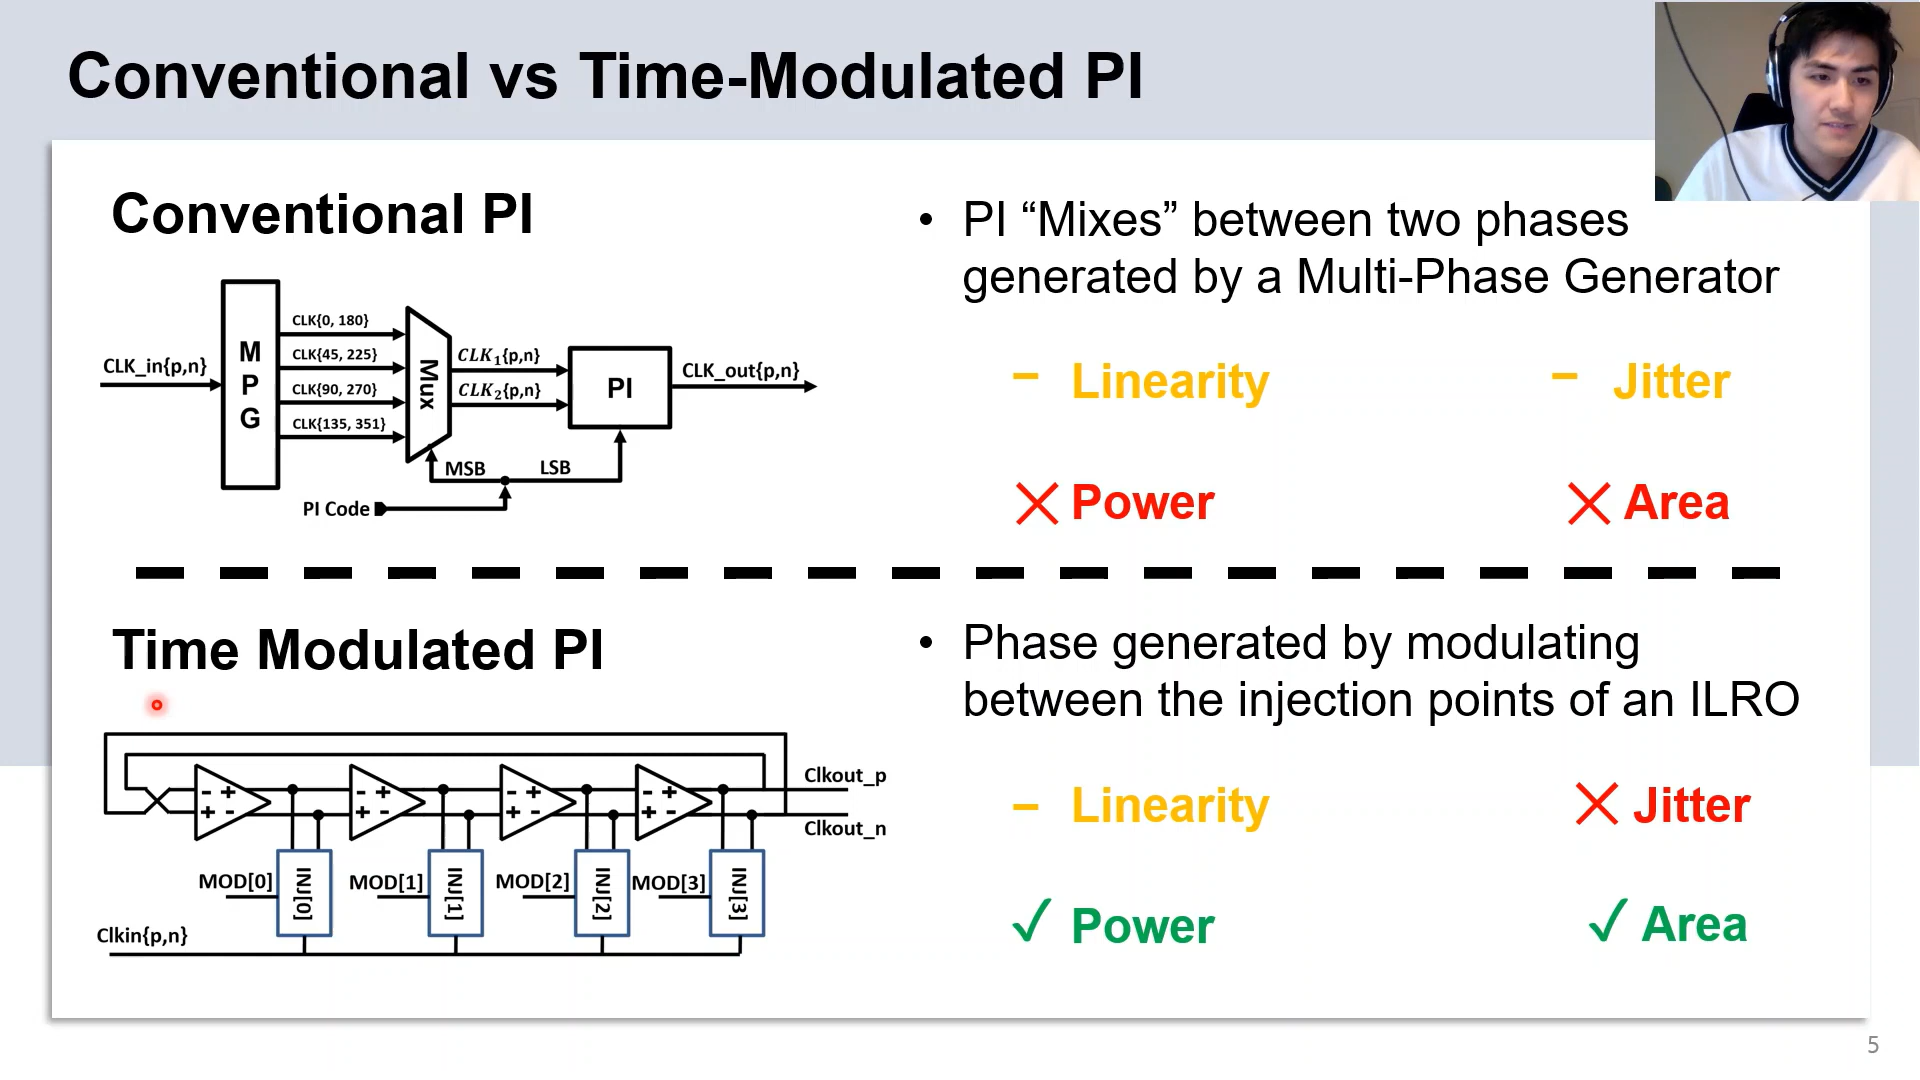 Conventional vs Time-Modulated PI
Conventional PI
CLK_in{p,n}
M
P
G
CLK{0, 180}
CLK{45, 225}
CLK{90, 270}
CLK{135, 351}
Mux
CLK₁{p,n}
CLK₂{p,n}
PI
CLK_out{p,n}
MSB
LSB
PI Code
• PI “Mixes” between two phases
generated by a Multi-Phase Generator
– Linearity
– Jitter
✕ Power
✕ Area
Time Modulated PI
- +
+ -
- +
+ -
- +
+ -
- +
+ -
Clkout_p
Clkout_n
MOD[0]
INJ[0]
MOD[1]
INJ[1]
MOD[2]
INJ[2]
MOD[3]
INJ[3]
Clkin{p,n}
• Phase generated by modulating
between the injection points of an ILRO
– Linearity
✕ Jitter
✓ Power
✓ Area
5